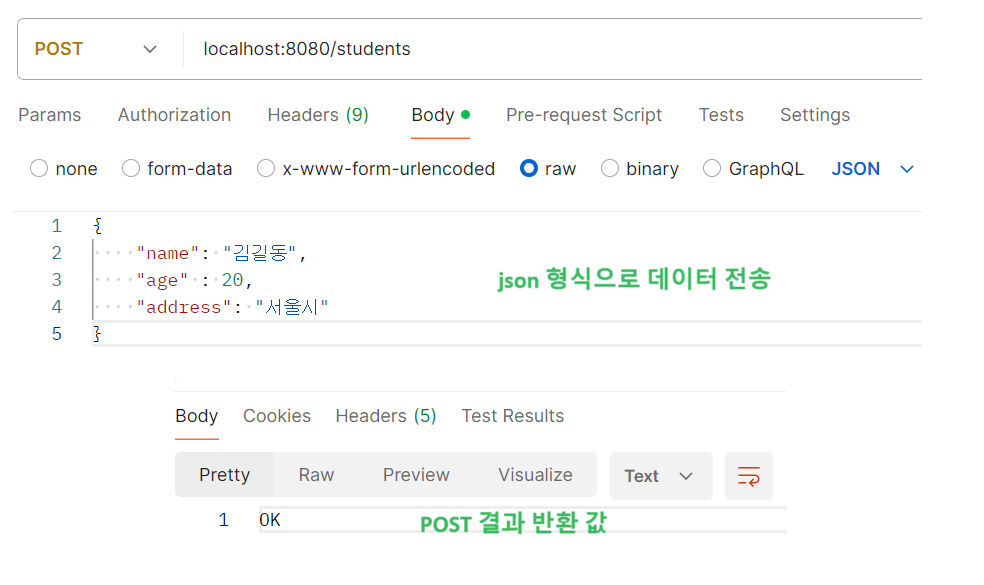 POST localhost:8080/students
Params Authorization Headers (9) Body Pre-request Script Tests Settings
none form-data x-www-form-urlencoded raw binary GraphQL JSON
1 {
2 "name": "김길동",
3 "age" : 20,
json 형식으로 데이터 전송
4 "address": "서울시"
5 }
Body Cookies Headers (5) Test Results
Pretty Raw Preview Visualize Text
1 OK
POST 결과 반환 값